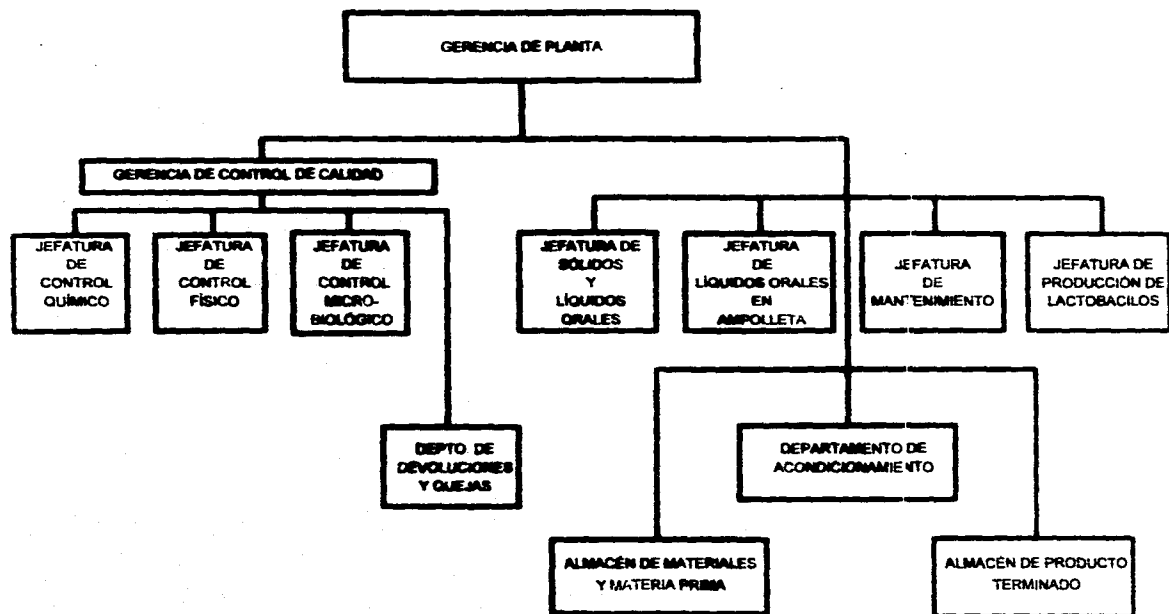 GERENCIA DE PLANTA
GERENCIA DE CONTROL DE CALIDAD
JEFATURA
DE
CONTROL
QUÍMICO
JEFATURA
DE
CONTROL
FÍSICO
JEFATURA
DE
CONTROL
MICRO-
BIOLÓGICO
JEFATURA DE
SÓLIDOS
Y
LÍQUIDOS
ORALES
JEFATURA
DE
LÍQUIDOS ORALES
EN
AMPOLLETA
JEFATURA
DE
MANTENIMIENTO
JEFATURA DE
PRODUCCIÓN DE
LACTOBACILOS
DEPTO. DE
DEVOLUCIONES
Y QUEJAS
DEPARTAMENTO DE
ACONDICIONAMIENTO
ALMACÉN DE MATERIALES
Y MATERIA PRIMA
ALMACÉN DE PRODUCTO
TERMINADO